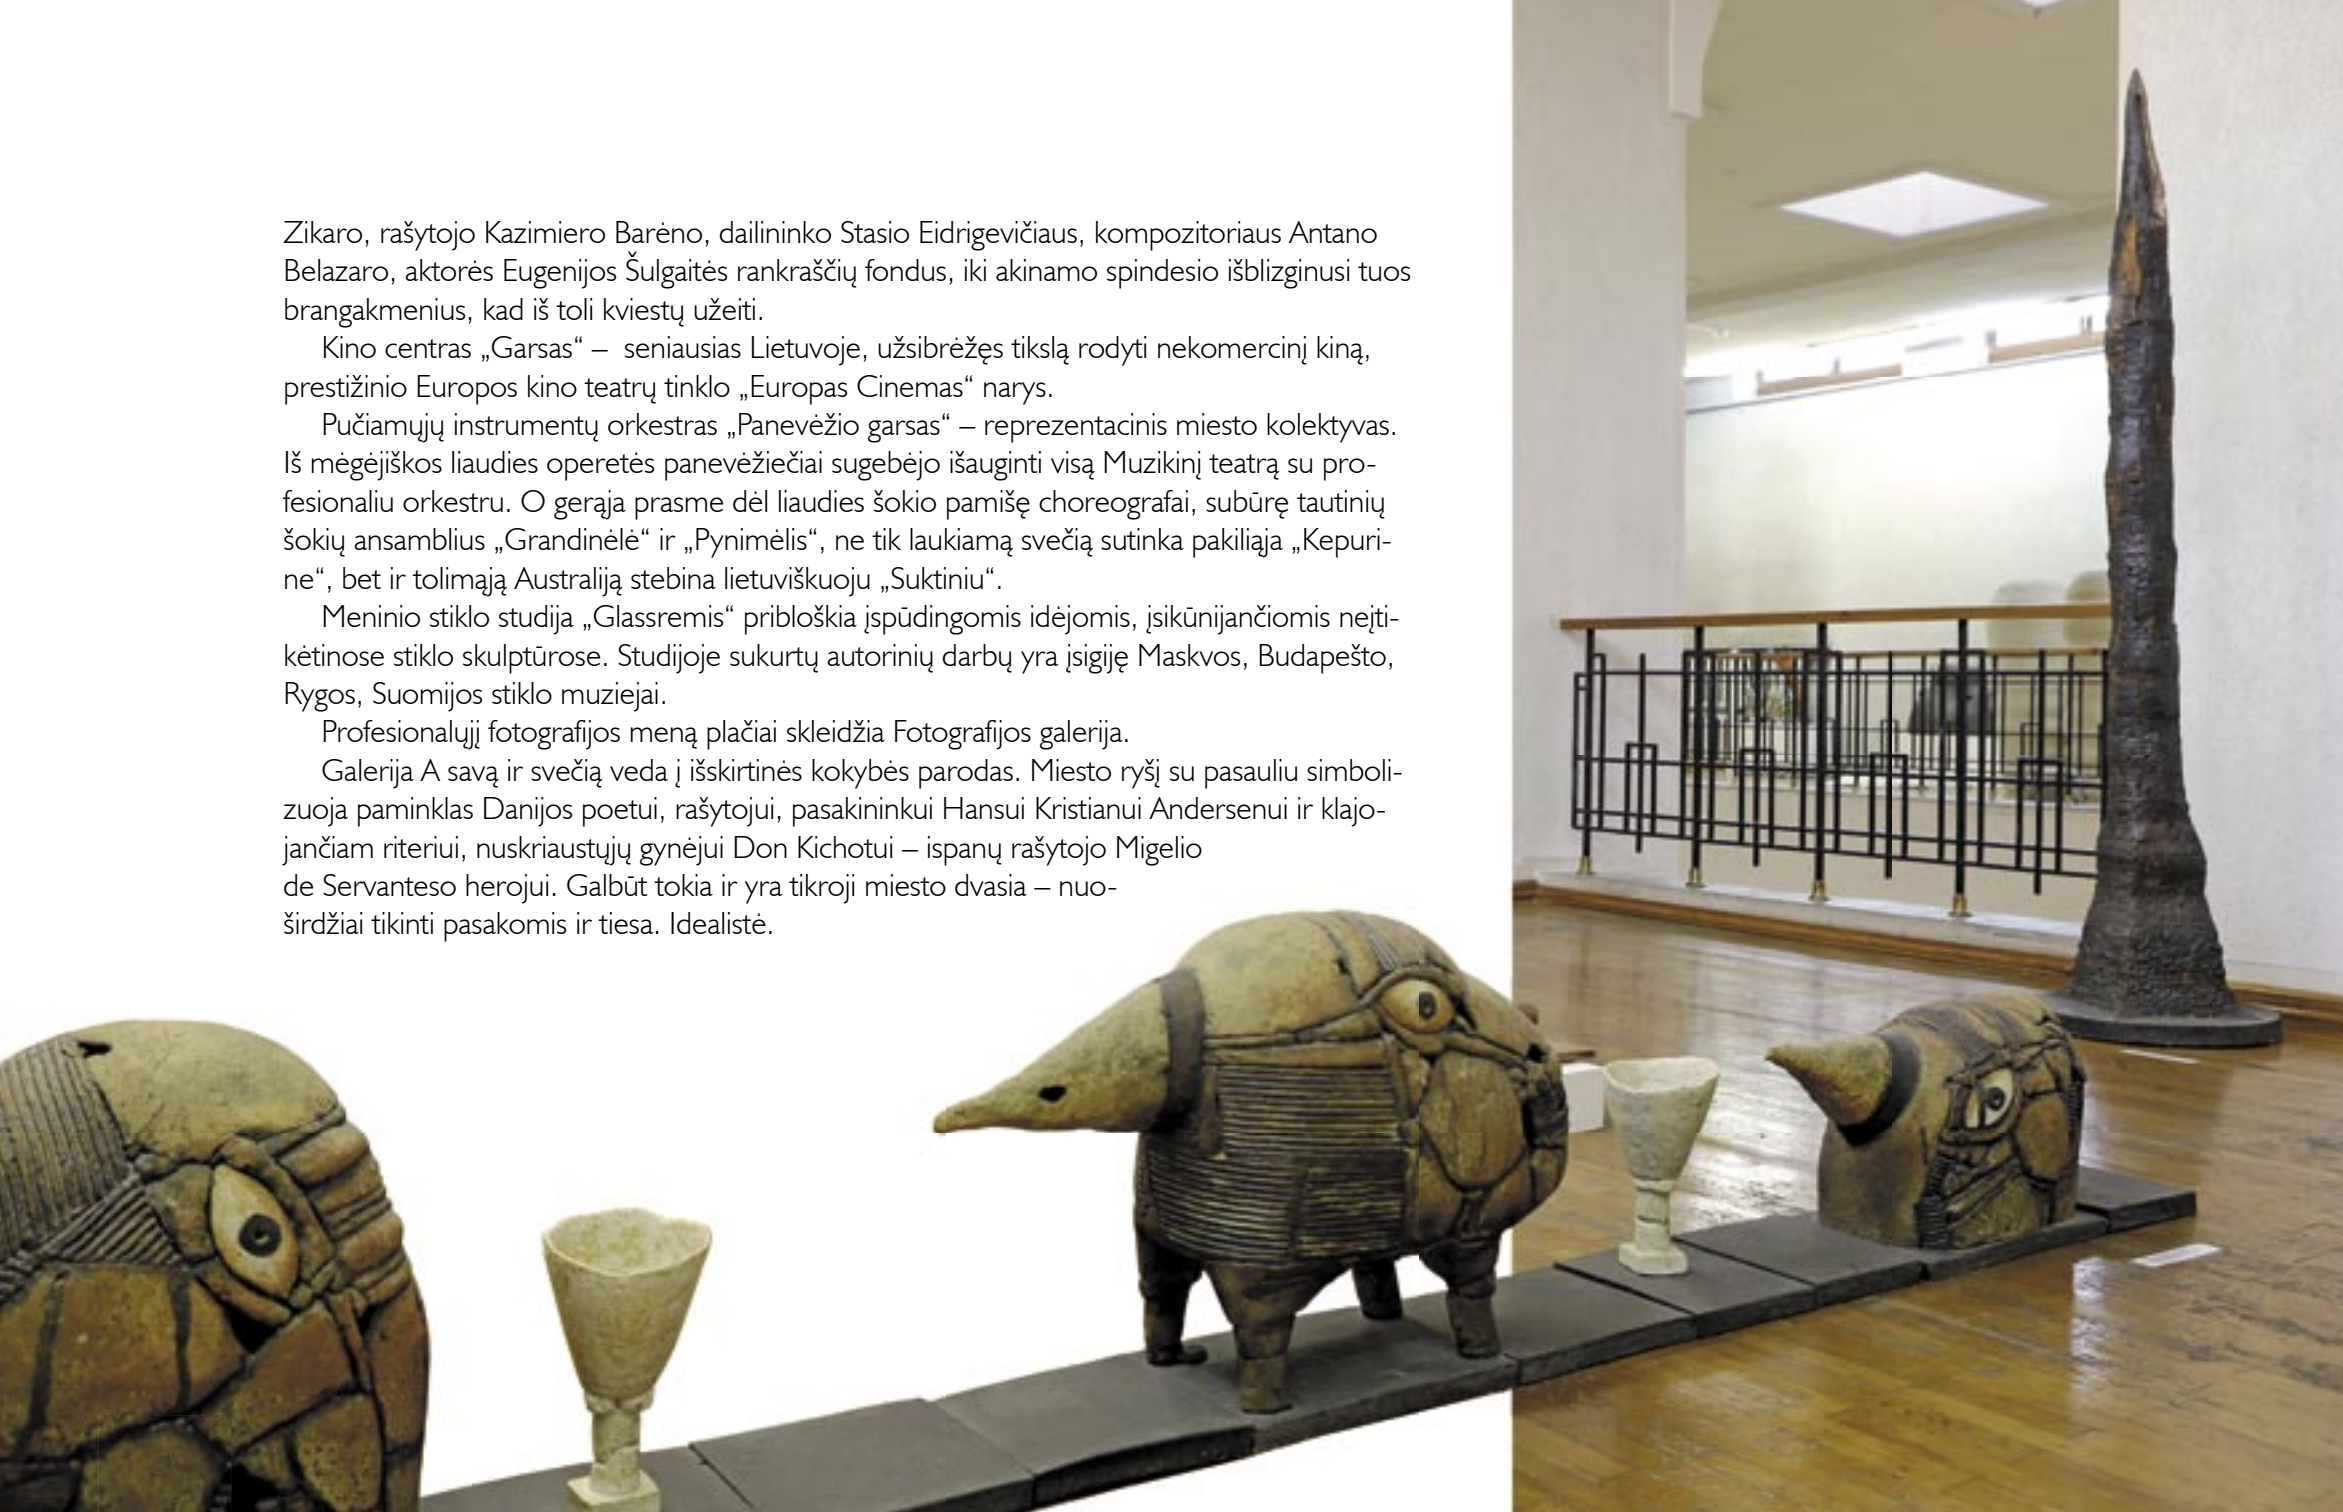 Zikaro, rašytojo Kazimiero Barėno, dailininko Stasio Eidrigevičiaus, kompozitoriaus Antano
Belazaro, aktorės Eugenijos Šulgaitės rankraščių fondus, iki akinamo spindesio išblizginusi tuos
brangakmenius, kad iš toli kviestų užeiti.
Kino centras „Garsas“ – seniausias Lietuvoje, užsibrėžęs tikslą rodyti nekomercinį kiną,
prestižinio Europos kino teatrų tinklo „Europas Cinemas“ narys.
Pučiamųjų instrumentų orkestras „Panevėžio garsas“ – reprezentacinis miesto kolektyvas.
Iš mėgėjiškos liaudies operetės panevėžiečiai sugebėjo išauginti visą Muzikinį teatrą su pro-
fesionaliu orkestru. O gerąja prasme dėl liaudies šokio pamišę choreografai, subūrę tautinių
šokių ansamblius „Grandinėlė“ ir „Pynimėlis“, ne tik laukiamą svečią sutinka pakiliąja „Kepuri-
ne“, bet ir tolimąją Australiją stebina lietuviškuoju „Suktiniu“.
Meninio stiklo studija „Glassremis“ pribloškia įspūdingomis idėjomis, įsikūnijančiomis neįti-
kėtinose stiklo skulptūrose. Studijoje sukurtų autorinių darbų yra įsigiję Maskvos, Budapešto,
Rygos, Suomijos stiklo muziejai.
Profesionalųjį fotografijos meną plačiai skleidžia Fotografijos galerija.
Galerija A savą ir svečią veda į išskirtinės kokybės parodas. Miesto ryšį su pasauliu simboli-
zuoja paminklas Danijos poetui, rašytojui, pasakininkui Hansui Kristianui Andersenui ir klajo-
jančiam riteriui, nuskriaustųjų gynėjui Don Kichotui – ispanų rašytojo Migelio
de Servanteso herojui. Galbūt tokia ir yra tikroji miesto dvasia – nuo-
širdžiai tikinti pasakomis ir tiesa. Idealistė.